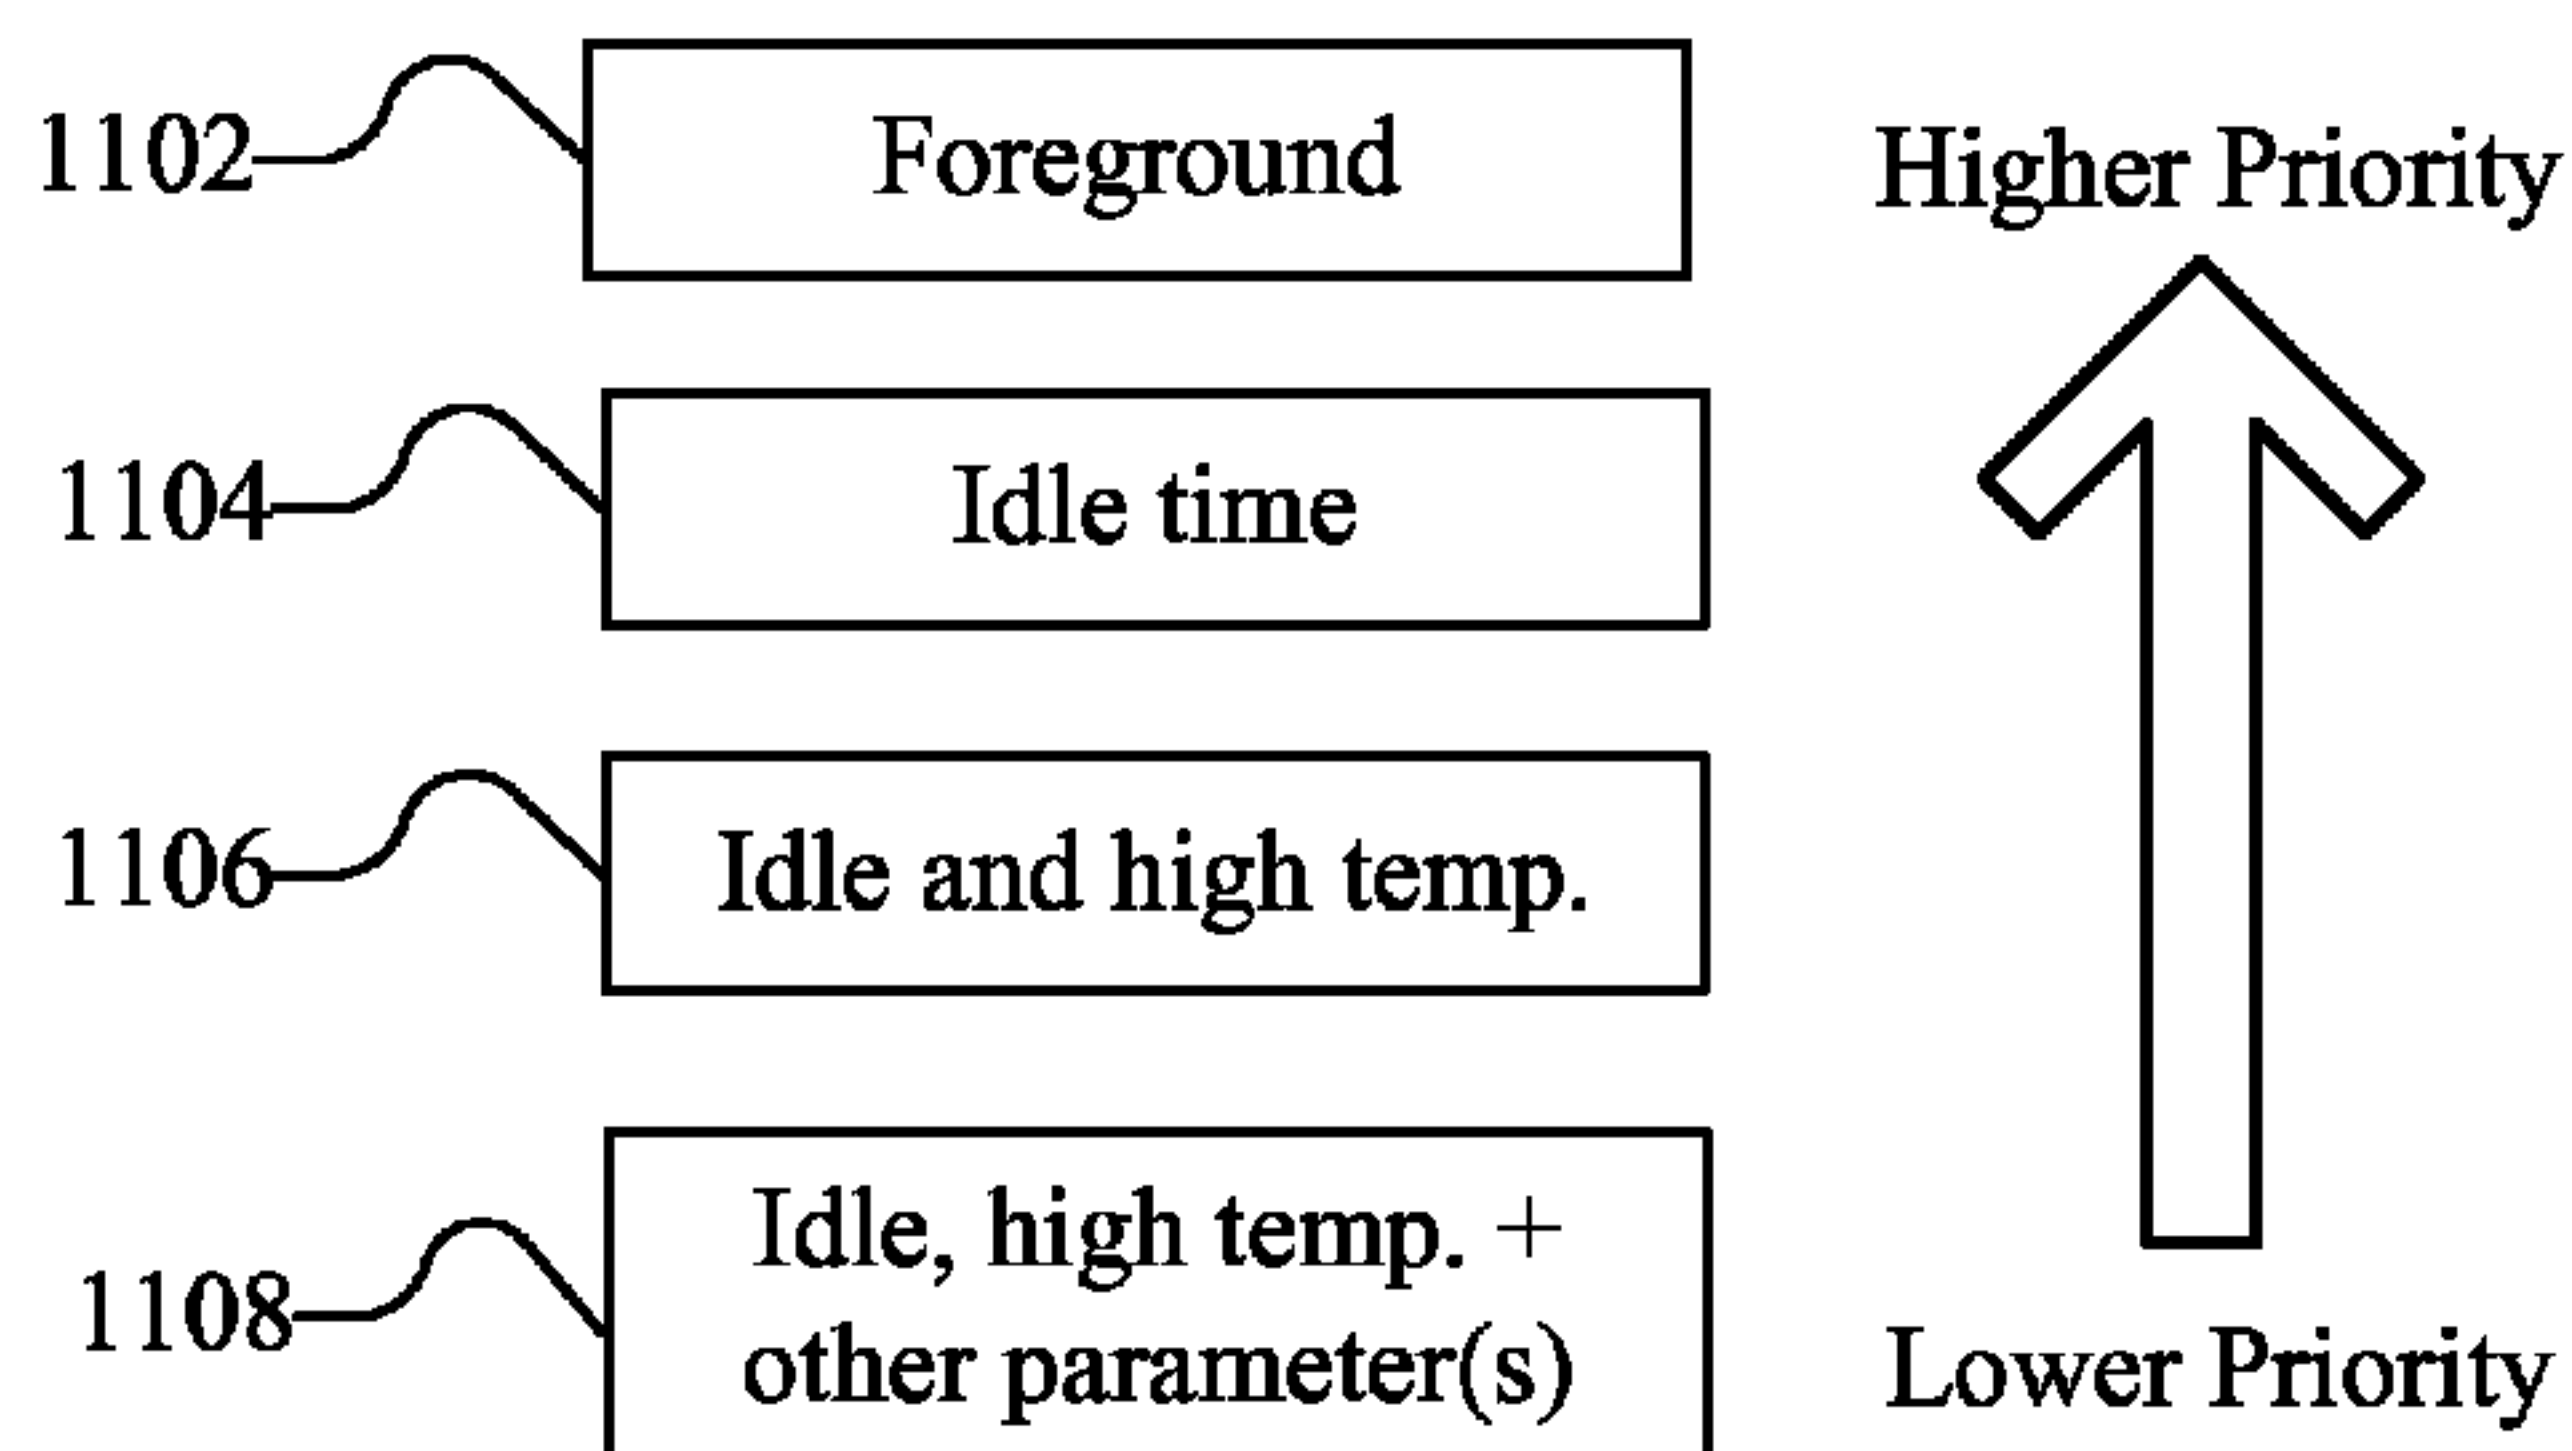 1102
Foreground
Higher Priority
1104
Idle time
1106
Idle and high temp.
1108
Idle, high temp. +
other parameter(s)
Lower Priority